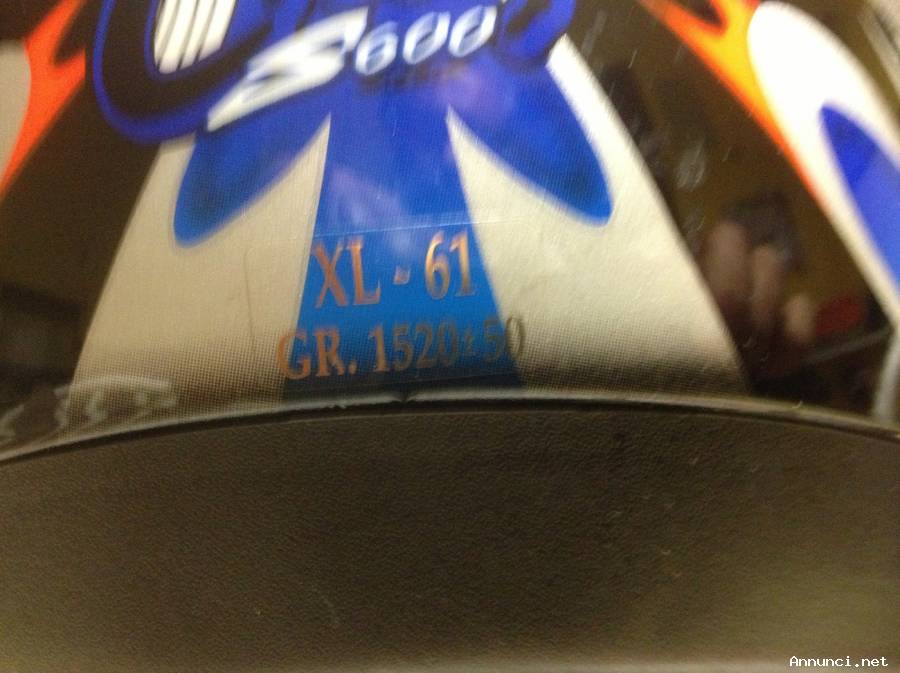 S600
XL - 61
GR. 1520±50
Annunci.net